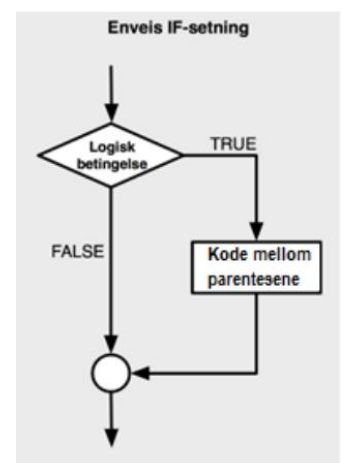 Enveis IF-setning
Logisk
betingelse
TRUE
FALSE
Kode mellom
parentesene